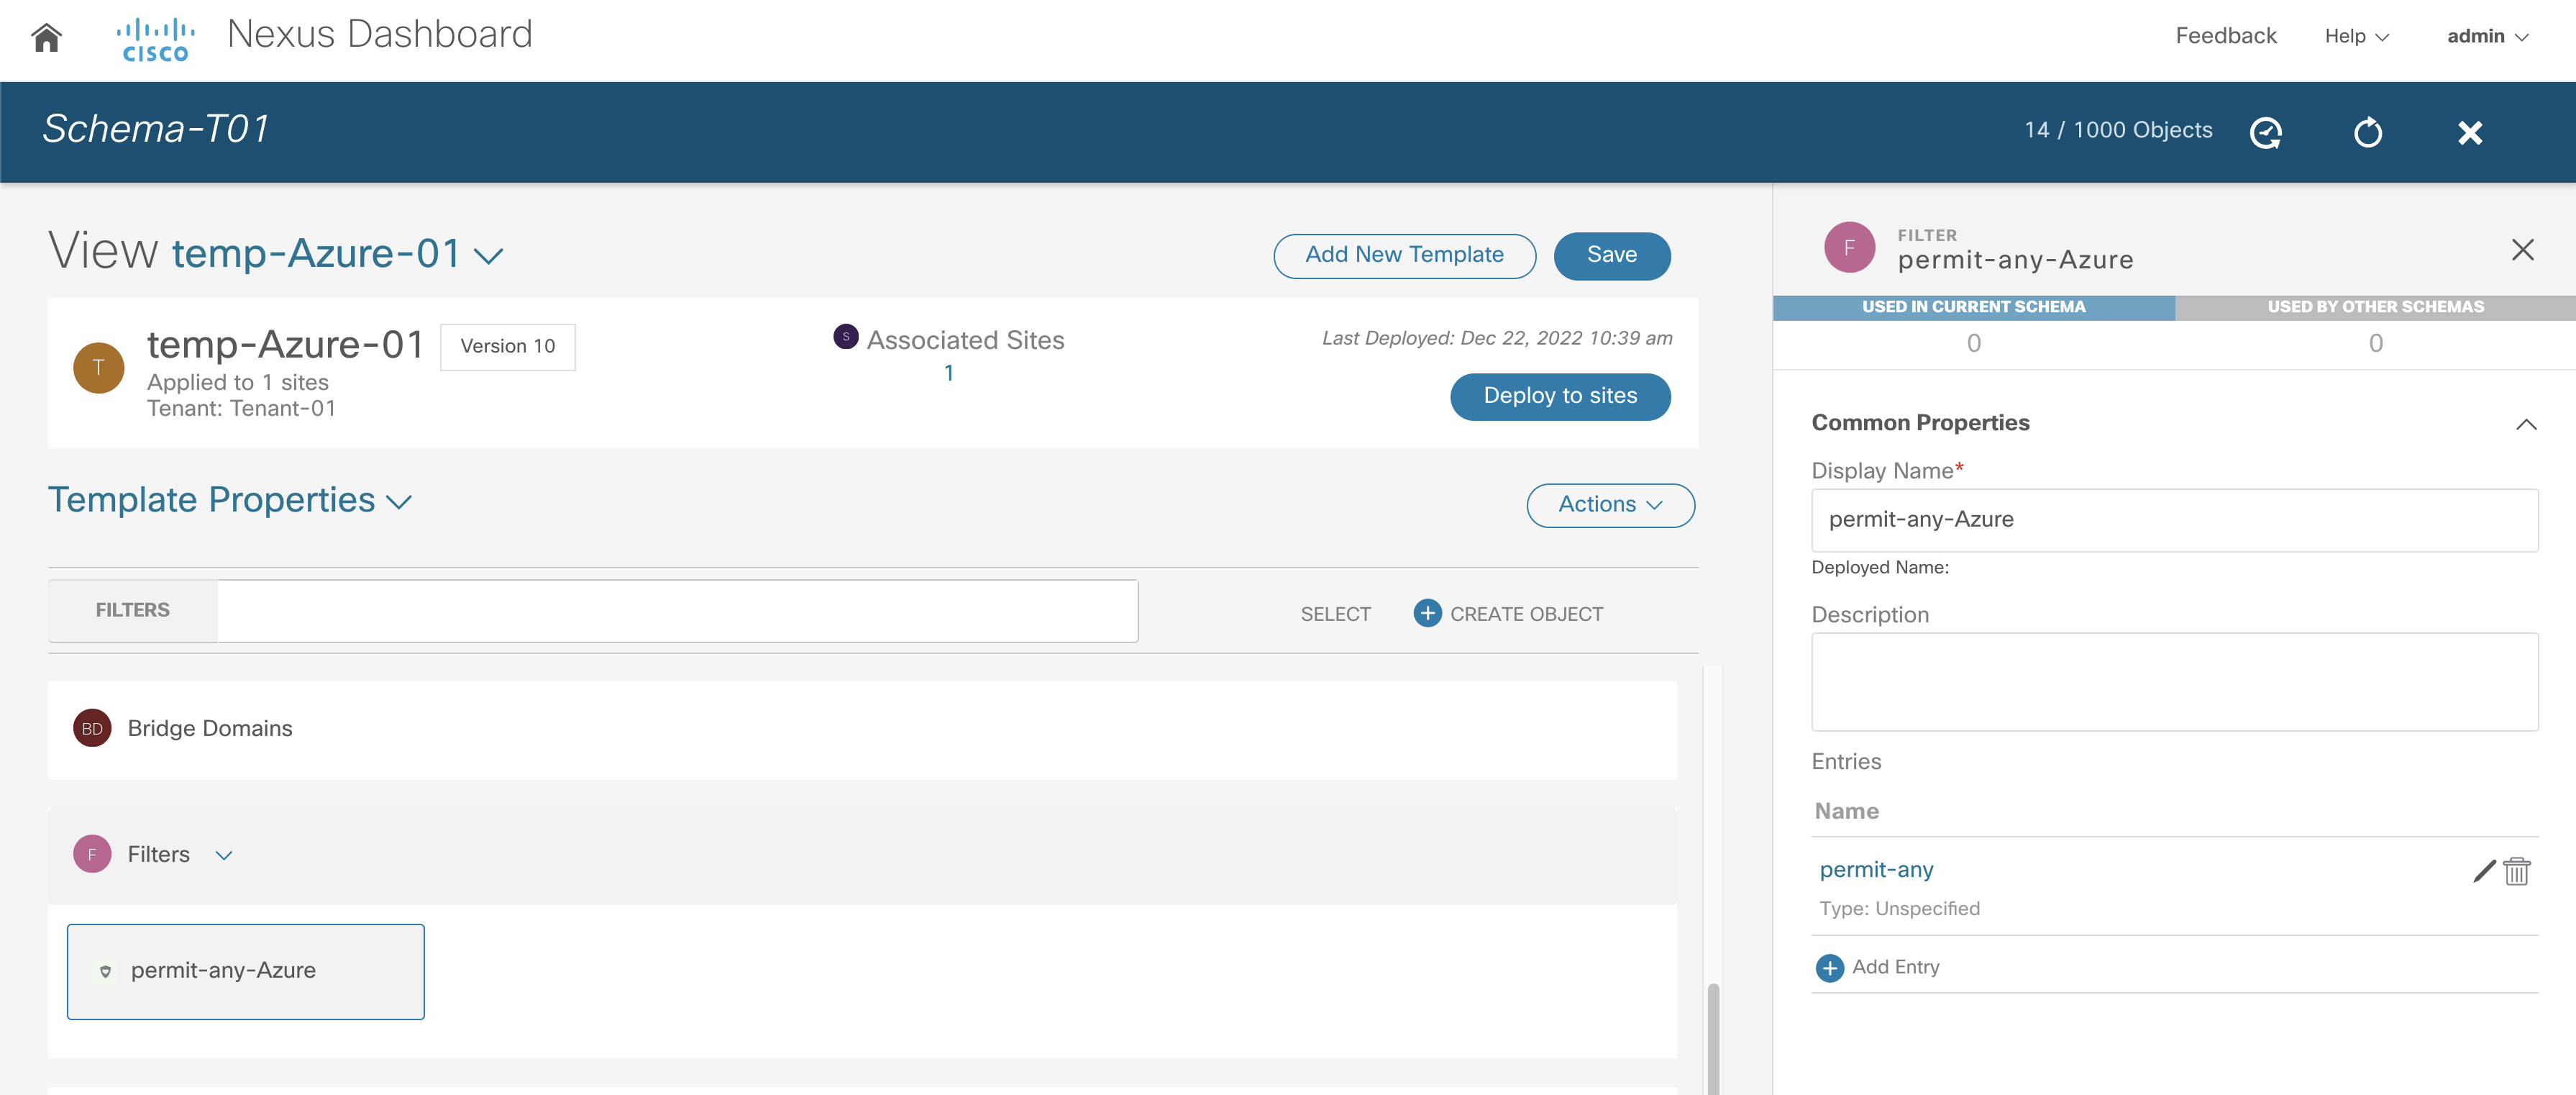 CISCO
Nexus Dashboard
Feedback
Help
admin
Schema-T01
14 / 1000 Objects
View temp-Azure-01
Add New Template
Save
T
temp-Azure-01
Version 10
Applied to 1 sites
Tenant: Tenant-01
S
Associated Sites
1
Last Deployed: Dec 22, 2022 10:39 am
Deploy to sites
Template Properties
Actions
FILTERS
SELECT
CREATE OBJECT
BD
Bridge Domains
F
Filters
permit-any-Azure
F
FILTER
permit-any-Azure
USED IN CURRENT SCHEMA
USED BY OTHER SCHEMAS
0
0
Common Properties
Display Name*
permit-any-Azure
Deployed Name:
Description
Entries
Name
permit-any
Type: Unspecified
Add Entry